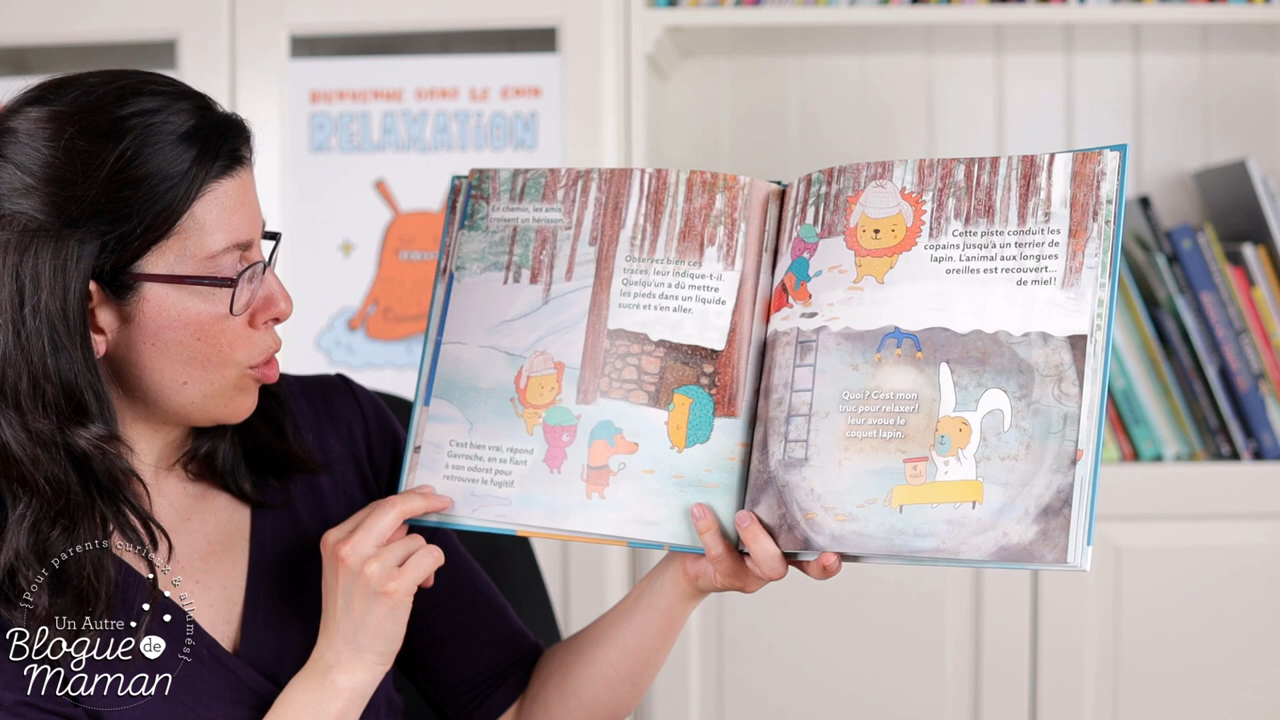 BIENVENUE DANS LE COIN
RELAXATION
En chemin, les amis
croisent un hérisson.
Observez bien ces
traces, leur indique-t-il.
Quelqu'un a dû mettre
les pieds dans un liquide
sucré et s'en aller.
C'est bien vrai, répond
Gavroche, en se fiant
à son odorat pour
retrouver le fugitif.
Cette piste conduit les
copains jusqu'à un terrier de
lapin. L'animal aux longues
oreilles est recouvert...
de miel !
Quoi ? C'est mon
truc pour relaxer !
leur avoue le
coquet lapin.
{Pour parents curieux & allumés}
Un Autre
Blogue de
Maman